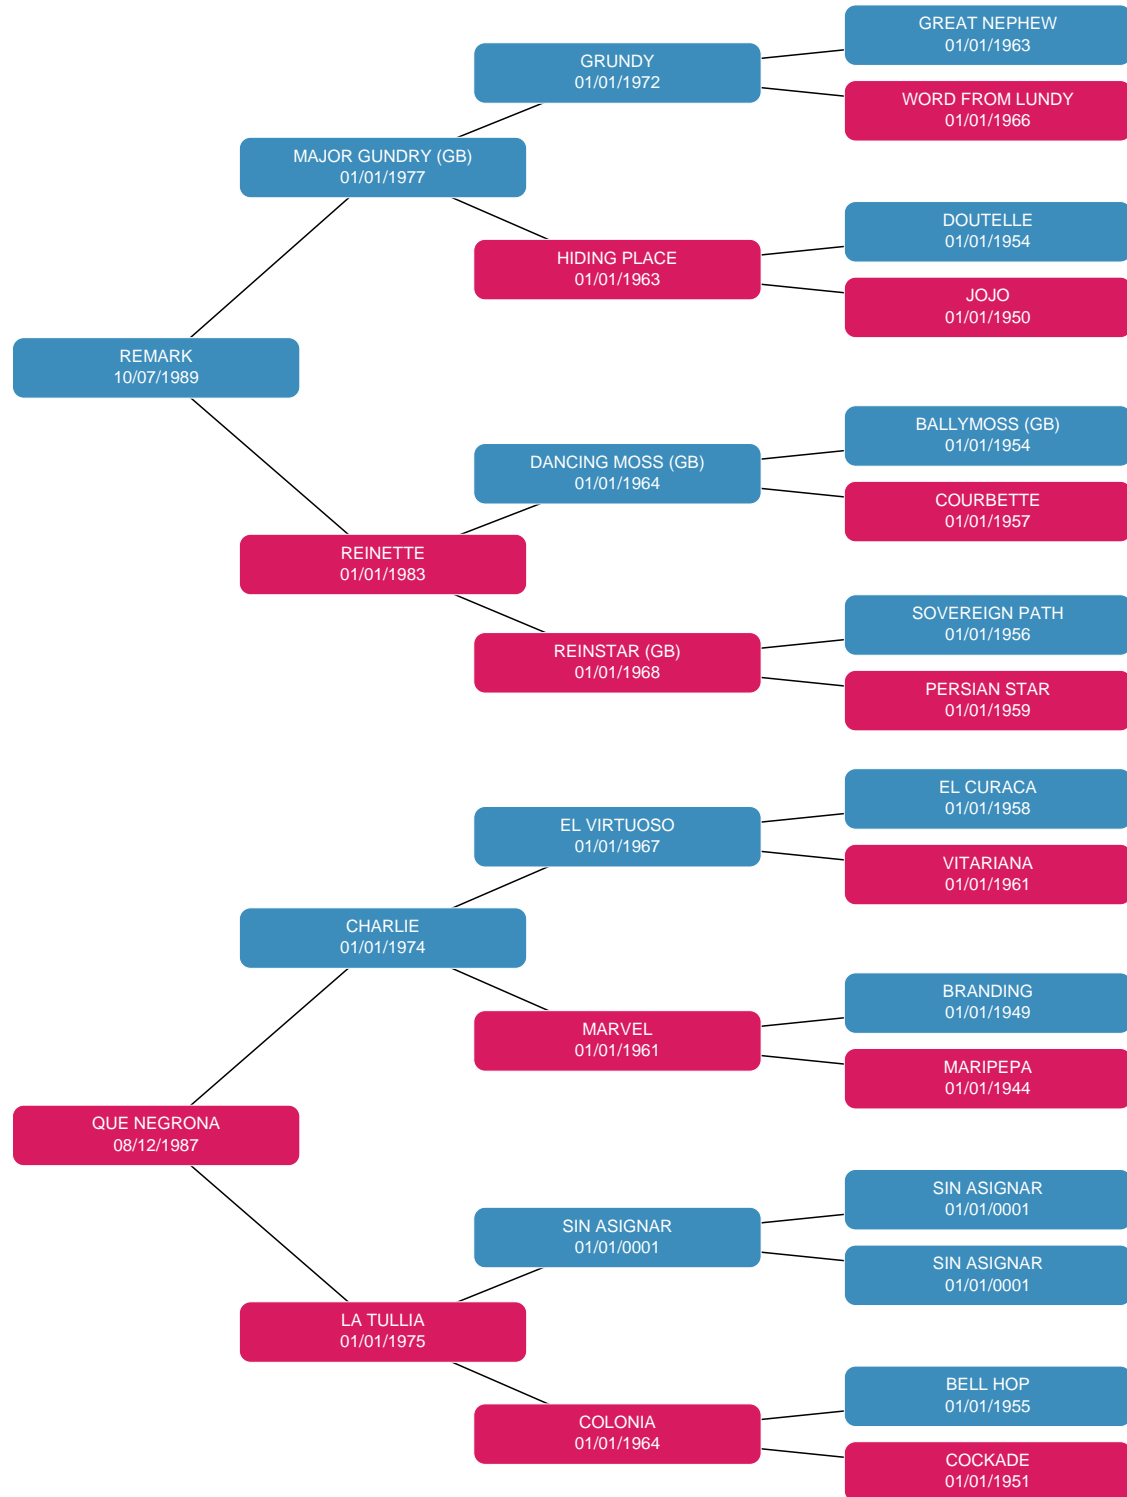 GREAT NEPHEW
01/01/1963
GRUNDY
01/01/1972
WORD FROM LUNDY
01/01/1966
MAJOR GUNDRY (GB)
01/01/1977
DOUTELLE
01/01/1954
HIDING PLACE
01/01/1963
JOJO
01/01/1950
REMARK
10/07/1989
BALLYMOSS (GB)
01/01/1954
DANCING MOSS (GB)
01/01/1964
COURBETTE
01/01/1957
REINETTE
01/01/1983
SOVEREIGN PATH
01/01/1956
REINSTAR (GB)
01/01/1968
PERSIAN STAR
01/01/1959
EL CURACA
01/01/1958
EL VIRTUOSO
01/01/1967
VITARIANA
01/01/1961
CHARLIE
01/01/1974
BRANDING
01/01/1949
MARVEL
01/01/1961
MARIPEPA
01/01/1944
QUE NEGRONA
08/12/1987
SIN ASIGNAR
01/01/0001
SIN ASIGNAR
01/01/0001
SIN ASIGNAR
01/01/0001
LA TULLIA
01/01/1975
BELL HOP
01/01/1955
COLONIA
01/01/1964
COCKADE
01/01/1951